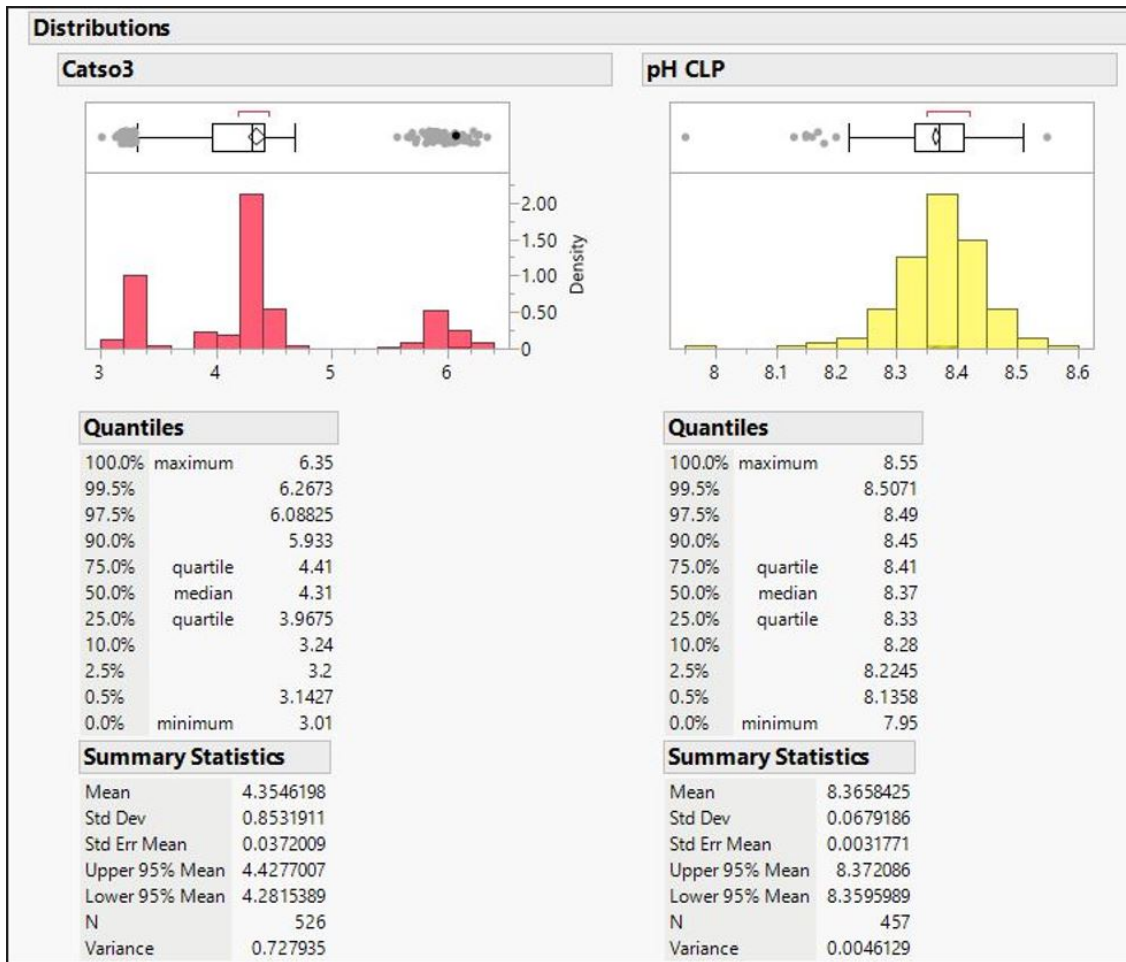 Distributions
Catso3
2.00
1.50
1.00
0.50
0
Density
3 4 5 6
Quantiles
100.0% maximum 6.35
99.5% 6.2673
97.5% 6.08825
90.0% 5.933
75.0% quartile 4.41
50.0% median 4.31
25.0% quartile 3.9675
10.0% 3.24
2.5% 3.2
0.5% 3.1427
0.0% minimum 3.01
Summary Statistics
Mean 4.3546198
Std Dev 0.8531911
Std Err Mean 0.0372009
Upper 95% Mean 4.4277007
Lower 95% Mean 4.2815389
N 526
Variance 0.727935
pH CLP
8 8.1 8.2 8.3 8.4 8.5 8.6
Quantiles
100.0% maximum 8.55
99.5% 8.5071
97.5% 8.49
90.0% 8.45
75.0% quartile 8.41
50.0% median 8.37
25.0% quartile 8.33
10.0% 8.28
2.5% 8.2245
0.5% 8.1358
0.0% minimum 7.95
Summary Statistics
Mean 8.3658425
Std Dev 0.0679186
Std Err Mean 0.0031771
Upper 95% Mean 8.372086
Lower 95% Mean 8.3595989
N 457
Variance 0.0046129